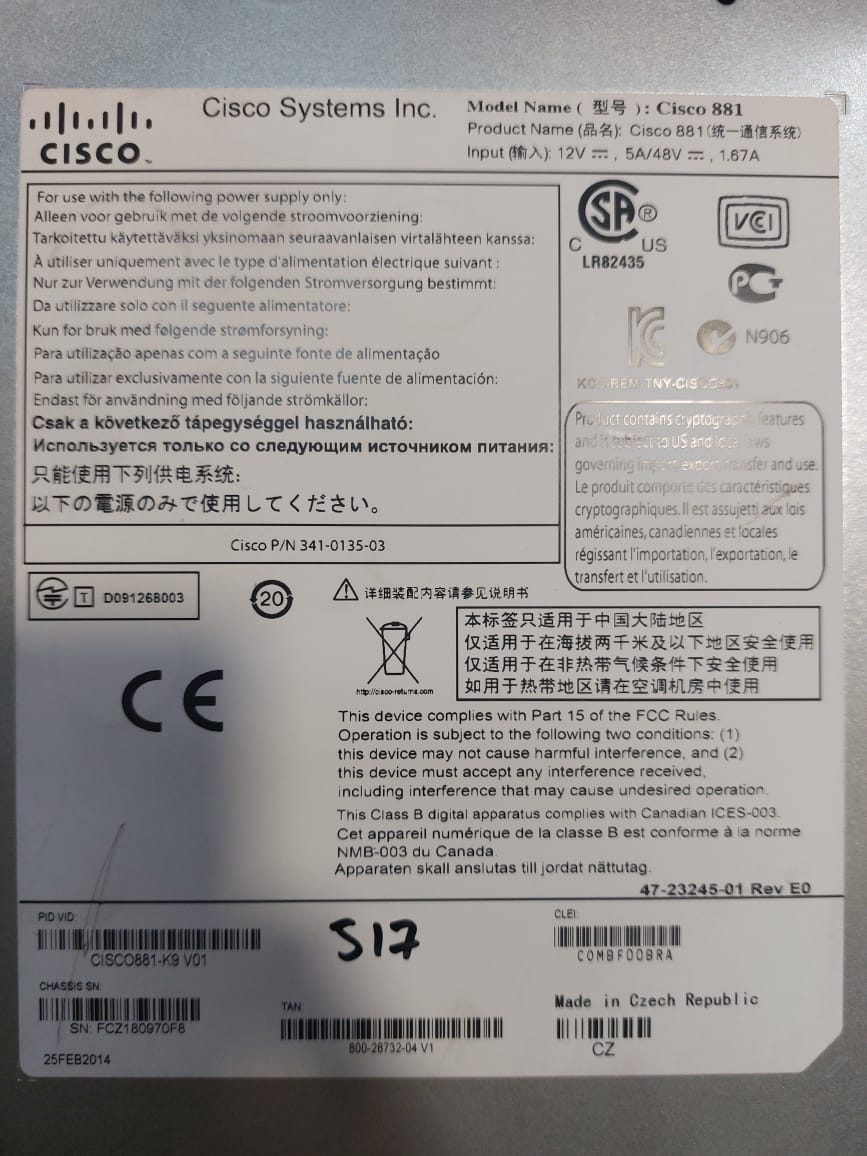 CISCO
Cisco Systems Inc.
Model Name ( 型号 ): Cisco 881
Product Name (品名): Cisco 881(统一通信系统)
Input (输入): 12V ⎓ , 5A/48V ⎓ , 1.67A
For use with the following power supply only:
Alleen voor gebruik met de volgende stroomvoorziening:
Tarkoitettu käytettäväksi yksinomaan seuraavanlaisen virtalähteen kanssa:
À utiliser uniquement avec le type d'alimentation électrique suivant :
Nur zur Verwendung mit der folgenden Stromversorgung bestimmt:
Da utilizzare solo con il seguente alimentatore:
Kun for bruk med følgende strømforsyning:
Para utilização apenas com a seguinte fonte de alimentação
Para utilizar exclusivamente con la siguiente fuente de alimentación:
Endast för användning med följande strömkällor:
Csak a következő tápegységgel használható:
Используется только со следующим источником питания:
只能使用下列供电系统:
以下の電源のみで使用してください。
Cisco P/N 341-0135-03
SA ®
C US
LR82435
VCI
PCT
KC
N906
Product contains cryptographic features
and is subject to US and local laws
governing import, export, transfer and use.
Le produit comporte des caractéristiques
cryptographiques. Il est assujetti aux lois
américaines, canadiennes et locales
régissant l'importation, l'exportation, le
transfert et l'utilisation.
T D091268003
20
详细装配内容请参见说明书
http://cisco-returns.com
本标签只适用于中国大陆地区
仅适用于在海拔两千米及以下地区安全使用
仅适用于在非热带气候条件下安全使用
如用于热带地区请在空调机房中使用
CE
This device complies with Part 15 of the FCC Rules.
Operation is subject to the following two conditions: (1)
this device may not cause harmful interference, and (2)
this device must accept any interference received,
including interference that may cause undesired operation.
This Class B digital apparatus complies with Canadian ICES-003.
Cet appareil numérique de la classe B est conforme à la norme
NMB-003 du Canada.
Apparaten skall anslutas till jordat nättutag.
47-23245-01 Rev E0
PID VID:
CISCO881-K9 V01
CHASSIS SN:
SN: FCZ180970F8
25FEB2014
S17
TAN:
800-28732-04 V1
CLEI:
COMBF00BRA
Made in Czech Republic
CZ